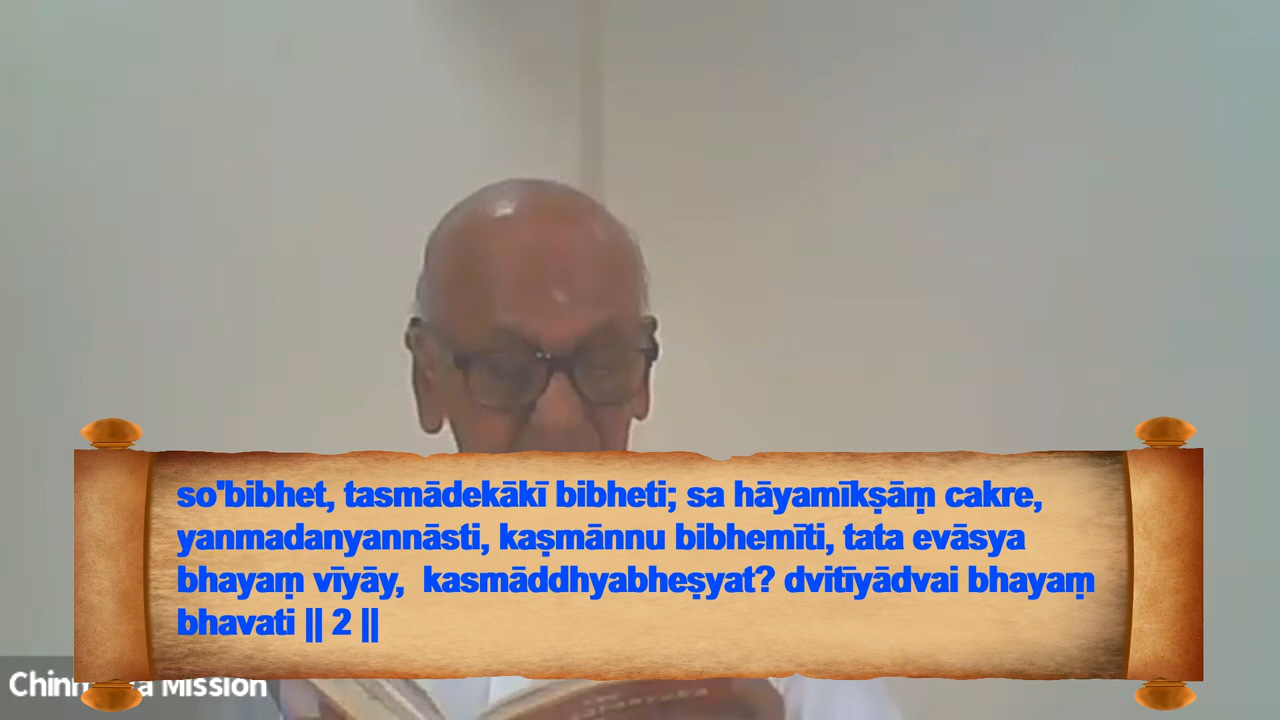 so'bibhet, tasmādekākī bibheti; sa hāyamīkṣāṃ cakre,
yanmadanyannāsti, kaṣmānnu bibhemīti, tata evāsya
bhayaṃ vīyāy, kasmāddhyabheṣyat? dvitīyādvai bhayaṃ
bhavati || 2 ||
Mission